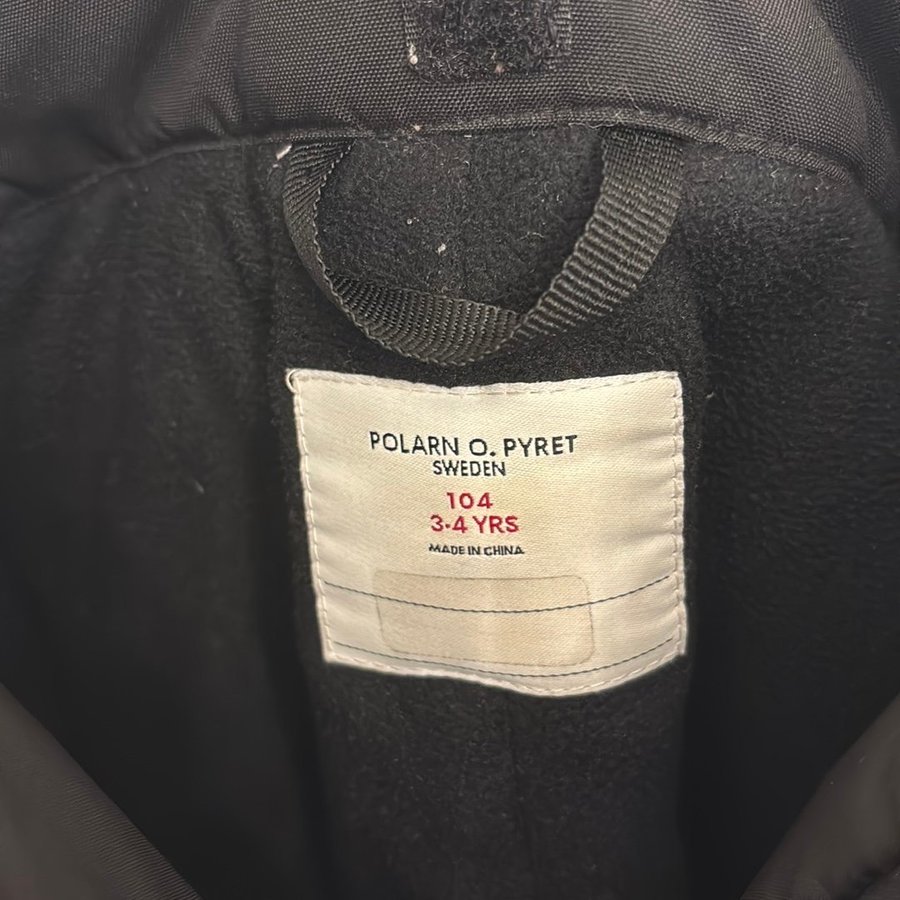 POLARN O. PYRET
SWEDEN
104
3-4 YRS
MADE IN CHINA